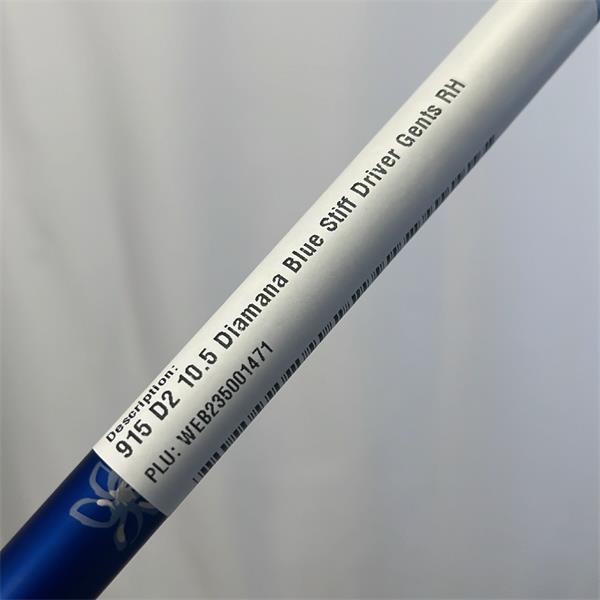 Description:
915 D2 10.5 Diamana Blue Stiff Driver Gents RH
PLU: WEB235001471